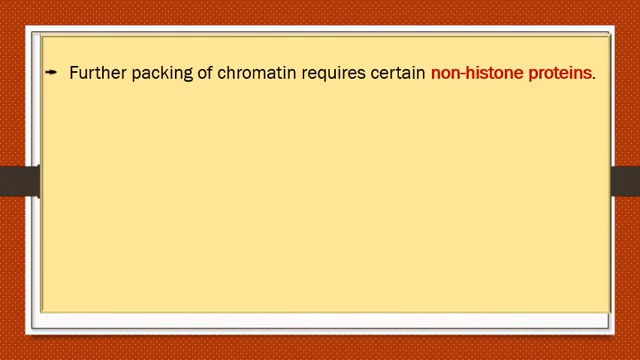 Further packing of chromatin requires certain non-histone proteins.